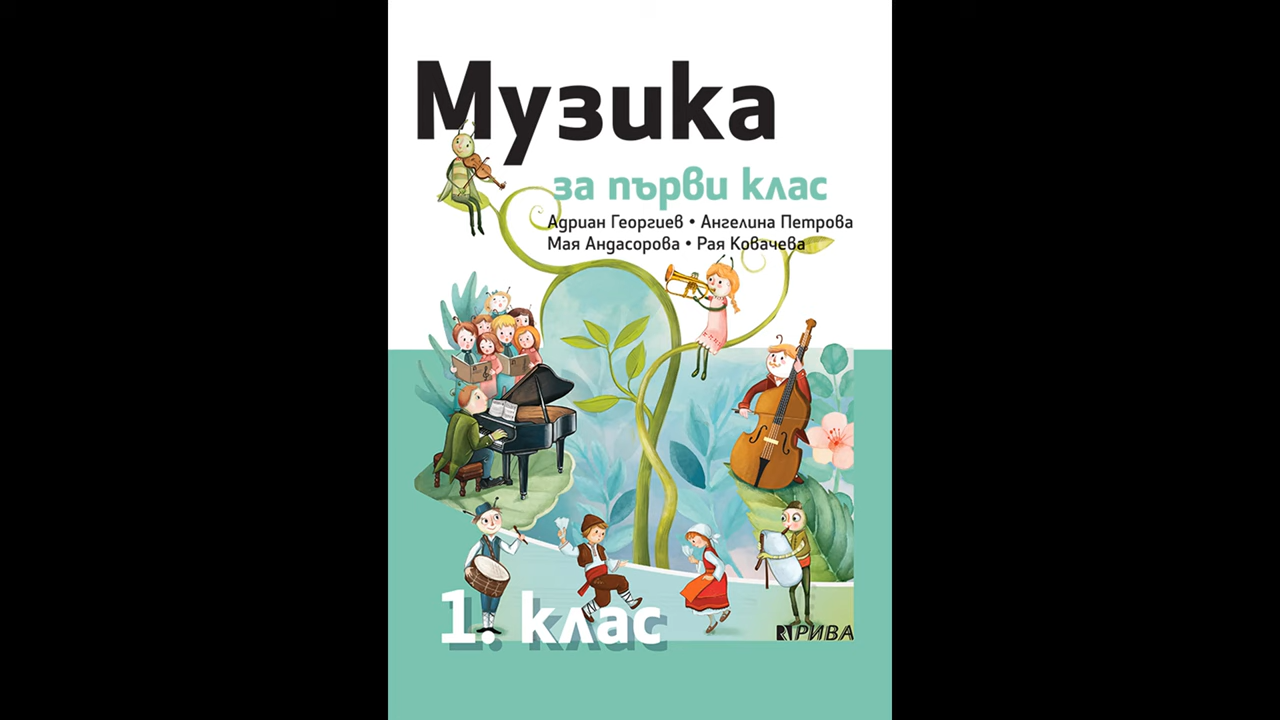 Музика
за първи клас
Адриан Георгиев • Ангелина Петрова
Мая Андасорова • Рая Ковачева
1. клас
РИВА